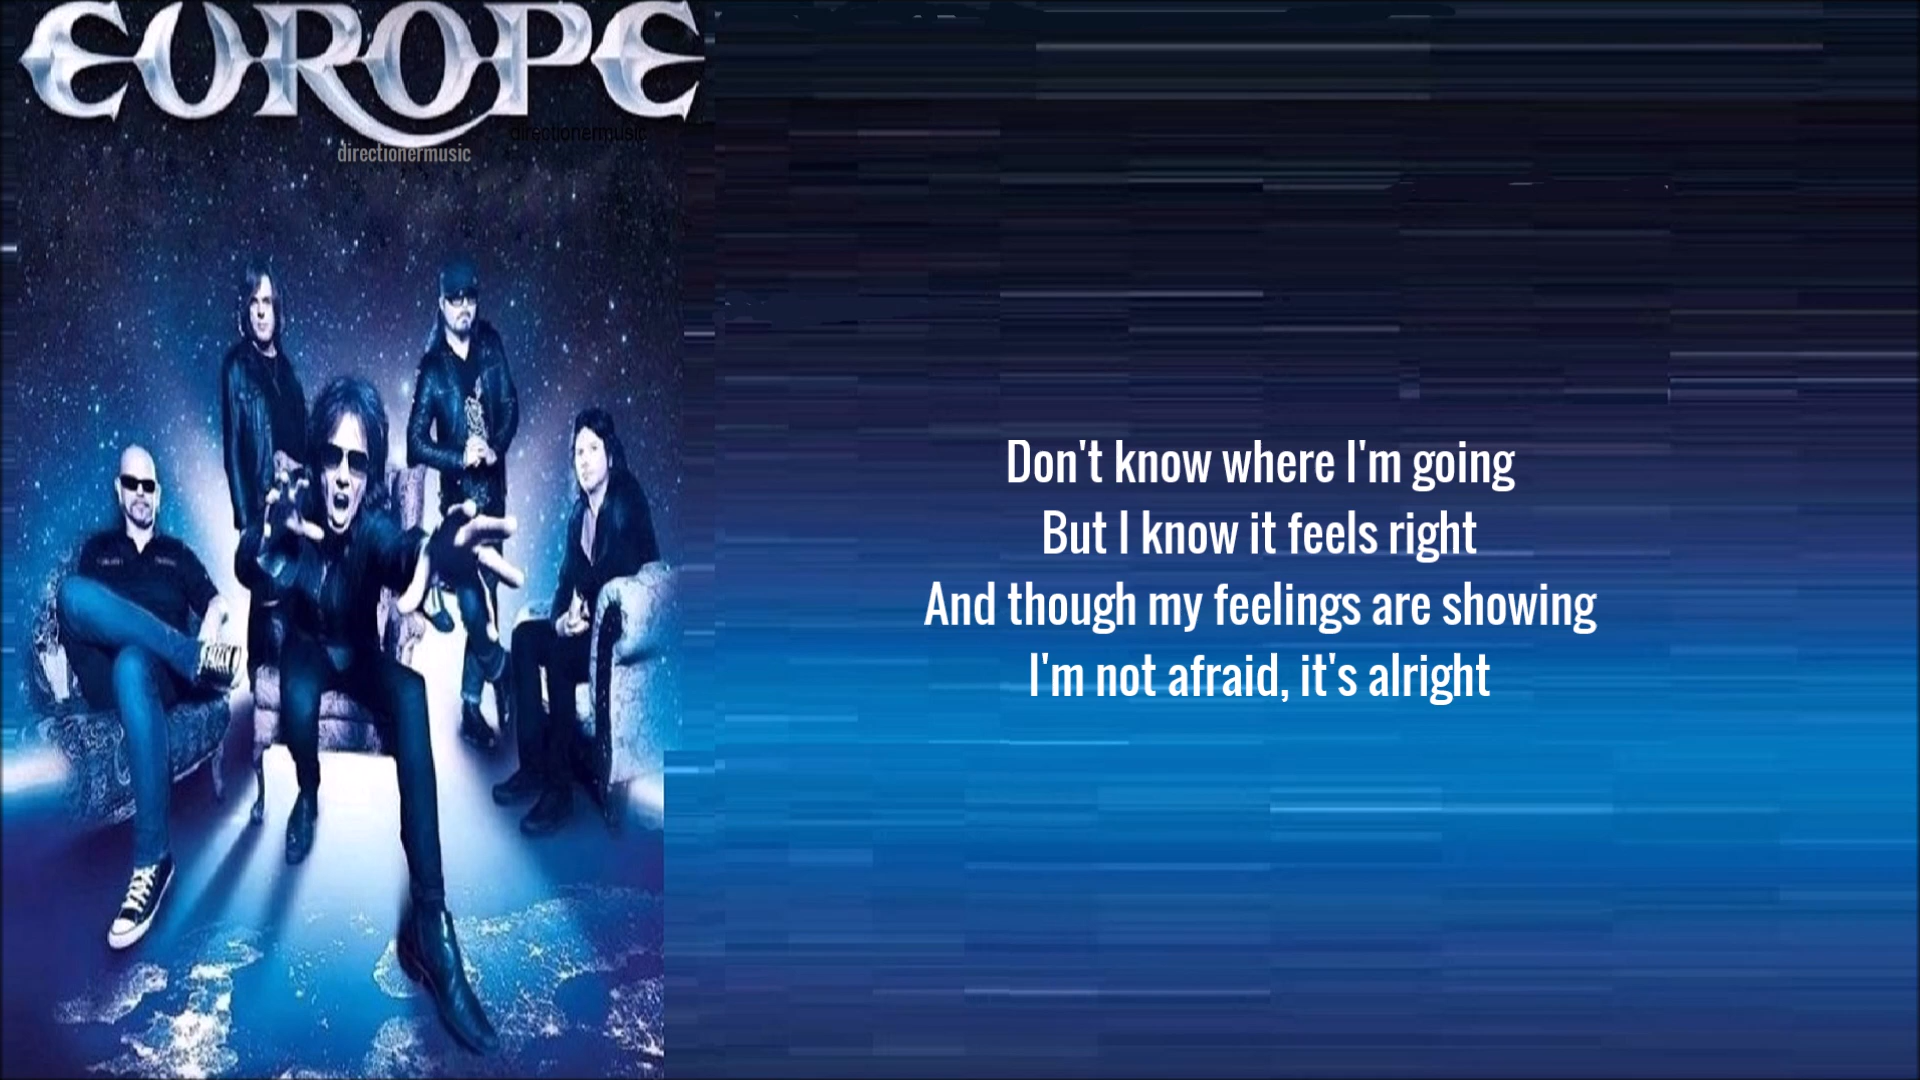 EUROPE
directionermusic
directionermusic
Don't know where I'm going
But I know it feels right
And though my feelings are showing
I'm not afraid, it's alright